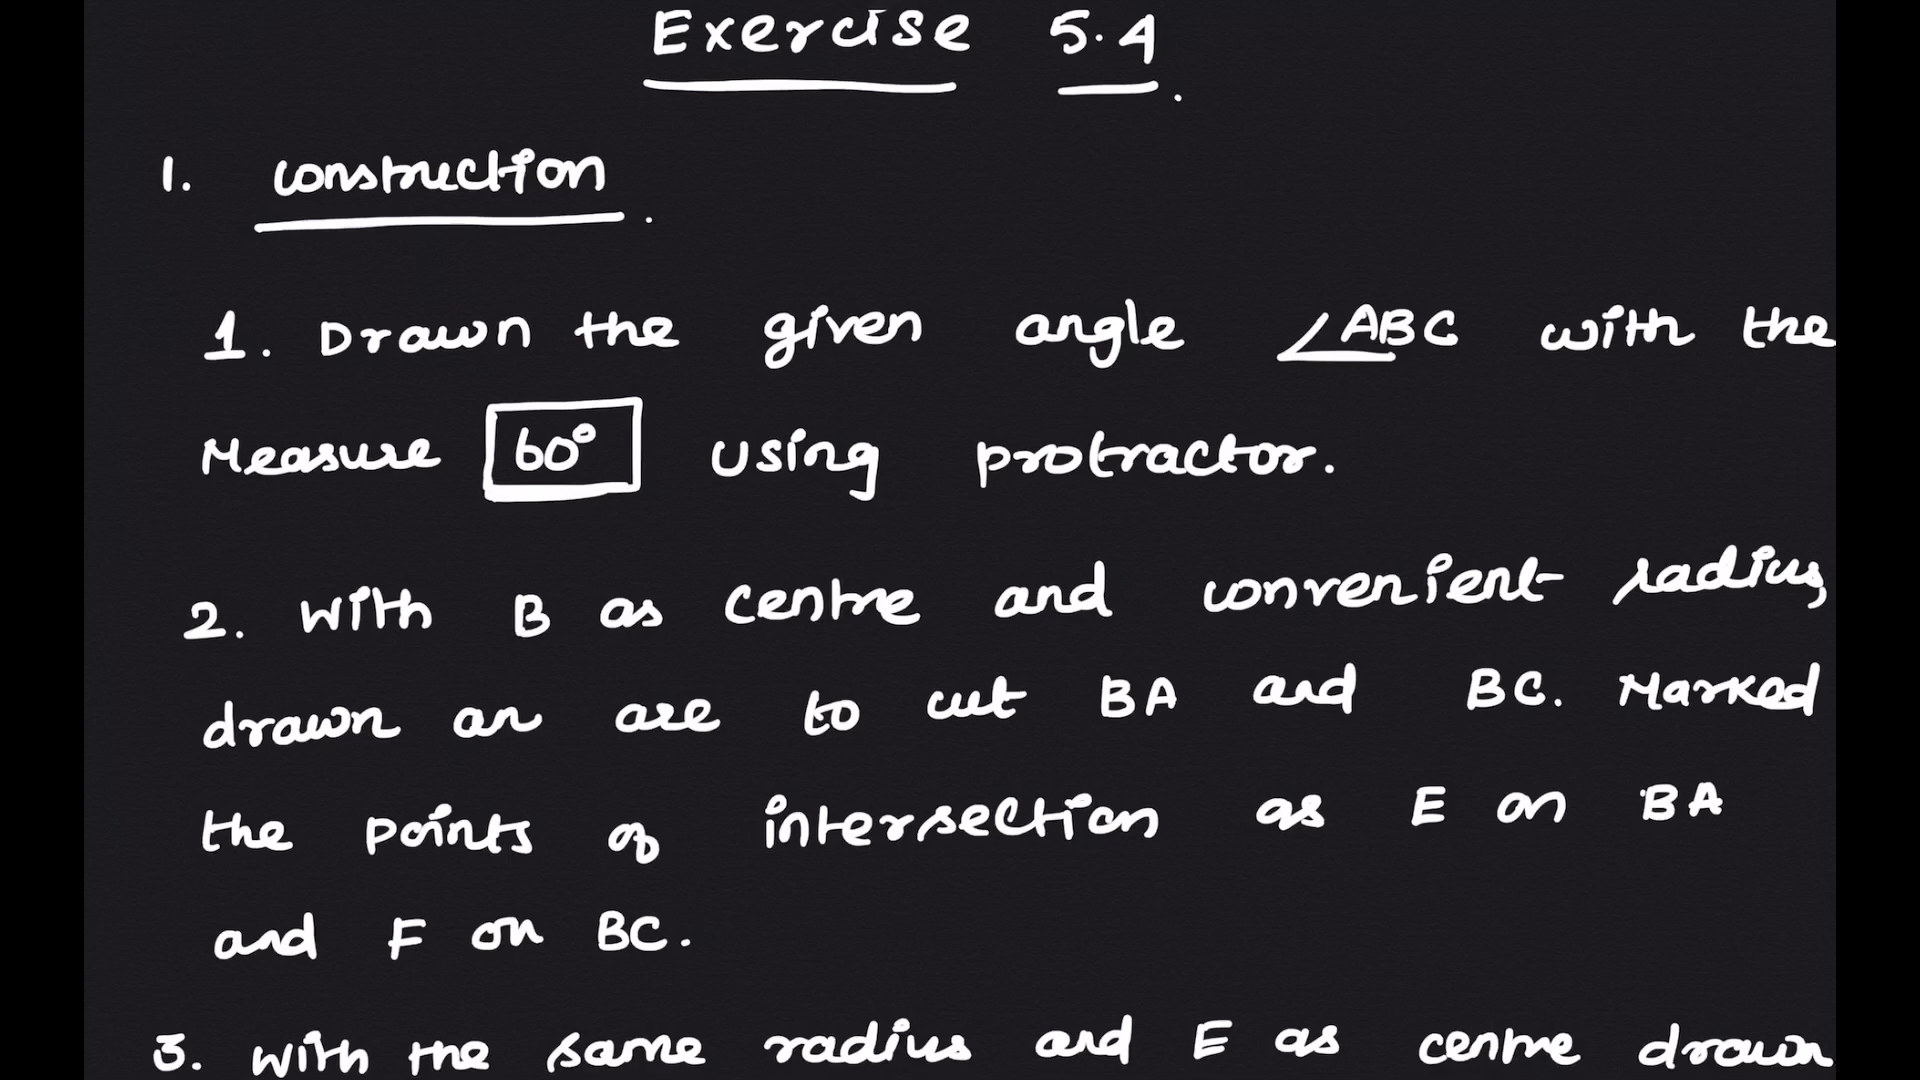 Exercise 5.4.
1. construction.
1. Drawn the given angle ∠ABC with the
Measure 60° using protractor.
2. With B as centre and convenient radius,
drawn an arc to cut BA and BC. Marked
the points of intersection as E on BA
and F on BC.
3. With the same radius and E as centre drawn